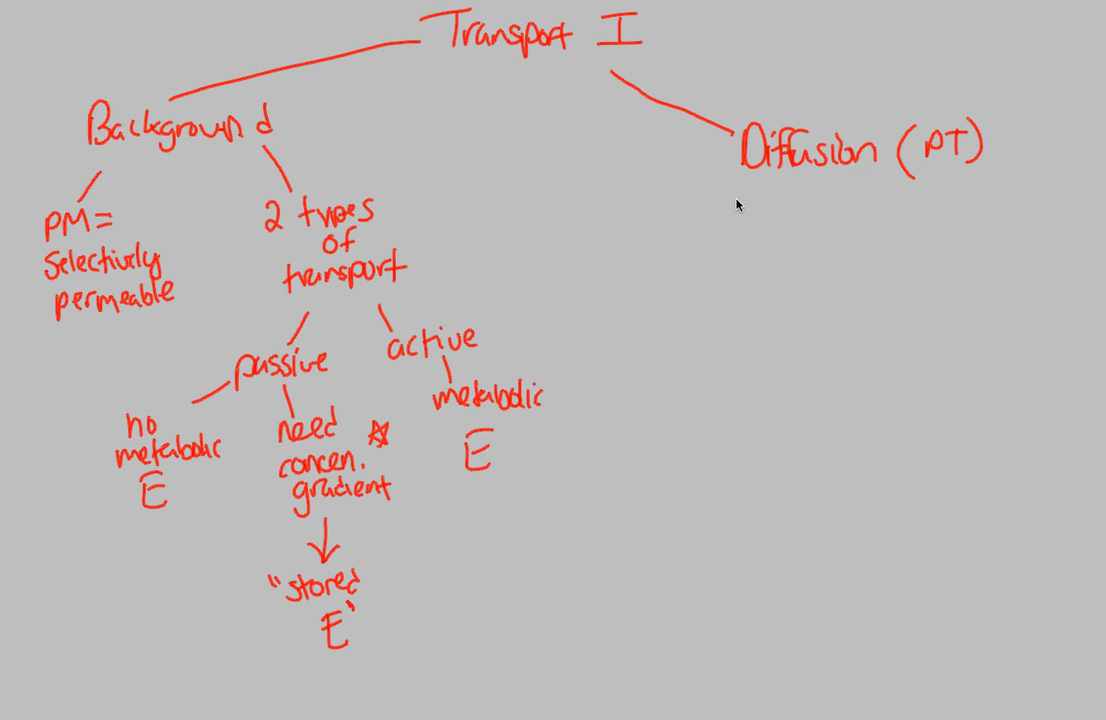 Transport I
Background
Diffusion (PT)
PM =
Selectively
permeable
2 types
of
transport
passive
active
no
metabolic
E
need
concen.
gradient
metabolic
E
"stored
E"